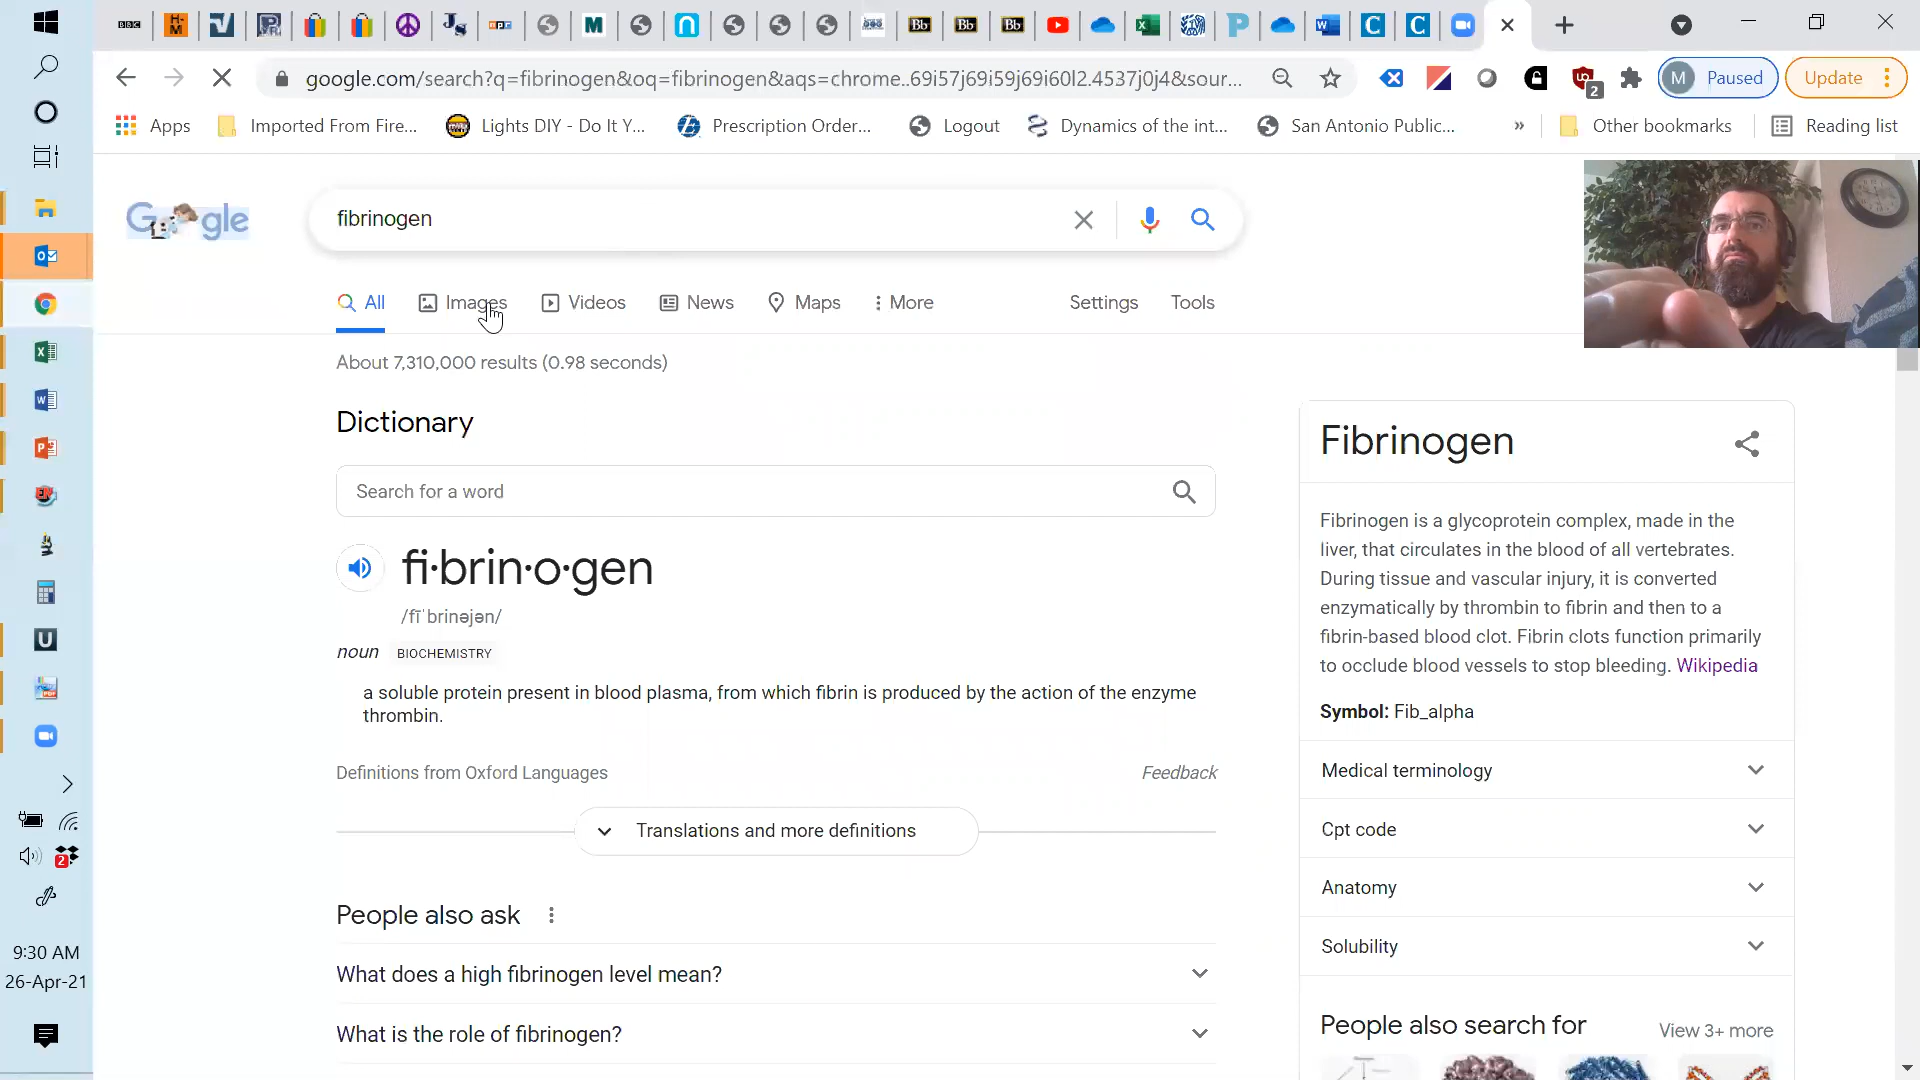 BBC
H-M
M
n
Bb
Bb
Bb
C
C
google.com/search?q=fibrinogen&oq=fibrinogen&aqs=chrome..69i57j69i59j69i60l2.4537j0j4&sour...
2
M Paused
Update
Apps
Imported From Fire...
Lights DIY - Do It Y...
Prescription Order...
Logout
Dynamics of the int...
San Antonio Public...
»
Other bookmarks
Reading list
Google
fibrinogen
All
Images
Videos
News
Maps
More
Settings
Tools
About 7,310,000 results (0.98 seconds)
Dictionary
Search for a word
fi·brin·o·gen
/fīˈbrinəjən/
noun BIOCHEMISTRY
a soluble protein present in blood plasma, from which fibrin is produced by the action of the enzyme
thrombin.
Definitions from Oxford Languages
Feedback
Translations and more definitions
People also ask
What does a high fibrinogen level mean?
What is the role of fibrinogen?
Fibrinogen
Fibrinogen is a glycoprotein complex, made in the
liver, that circulates in the blood of all vertebrates.
During tissue and vascular injury, it is converted
enzymatically by thrombin to fibrin and then to a
fibrin-based blood clot. Fibrin clots function primarily
to occlude blood vessels to stop bleeding. Wikipedia
Symbol: Fib_alpha
Medical terminology
Cpt code
Anatomy
Solubility
People also search for
View 3+ more
U
2
9:30 AM
26-Apr-21